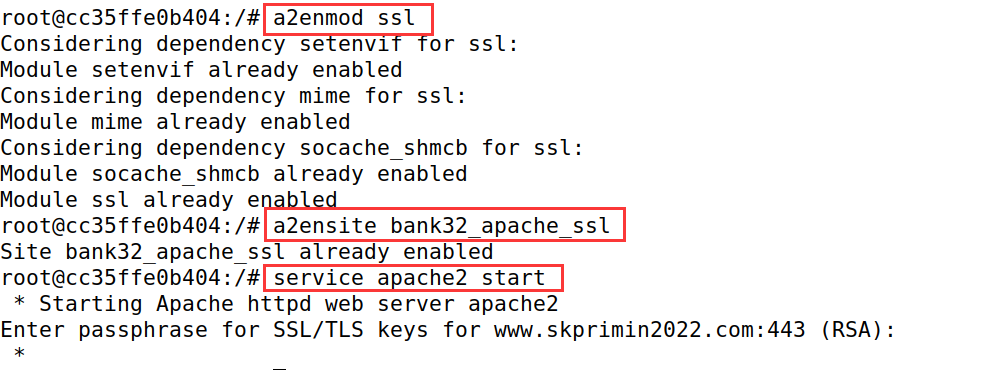 root@cc35ffe0b404:/# a2enmod ssl
Considering dependency setenvif for ssl:
Module setenvif already enabled
Considering dependency mime for ssl:
Module mime already enabled
Considering dependency socache_shmcb for ssl:
Module socache_shmcb already enabled
Module ssl already enabled
root@cc35ffe0b404:/# a2ensite bank32_apache_ssl
Site bank32_apache_ssl already enabled
root@cc35ffe0b404:/# service apache2 start
 * Starting Apache httpd web server apache2
Enter passphrase for SSL/TLS keys for www.skprimin2022.com:443 (RSA):
 *